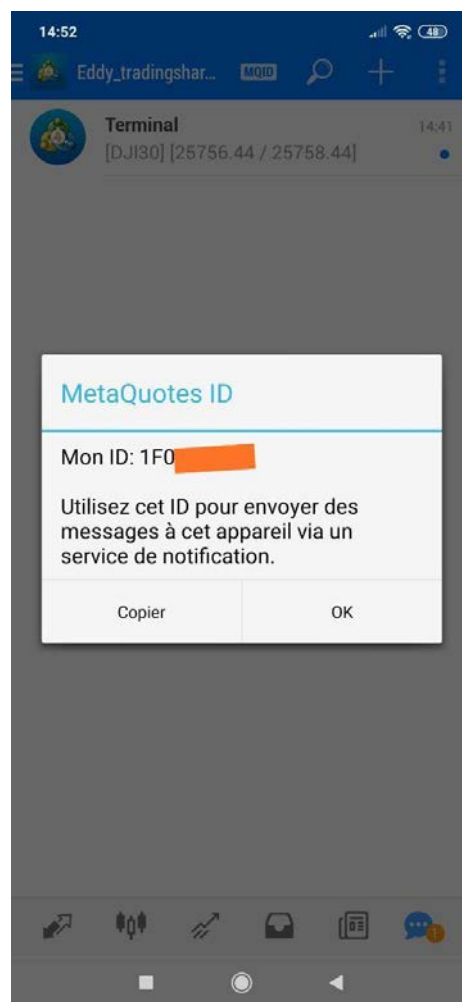 14:52
48
Eddy_tradingshar...
MQID
Terminal
14:41
[DJI30] [25756.44 / 25758.44]
MetaQuotes ID
Mon ID: 1F0
Utilisez cet ID pour envoyer des
messages à cet appareil via un
service de notification.
Copier
OK
1